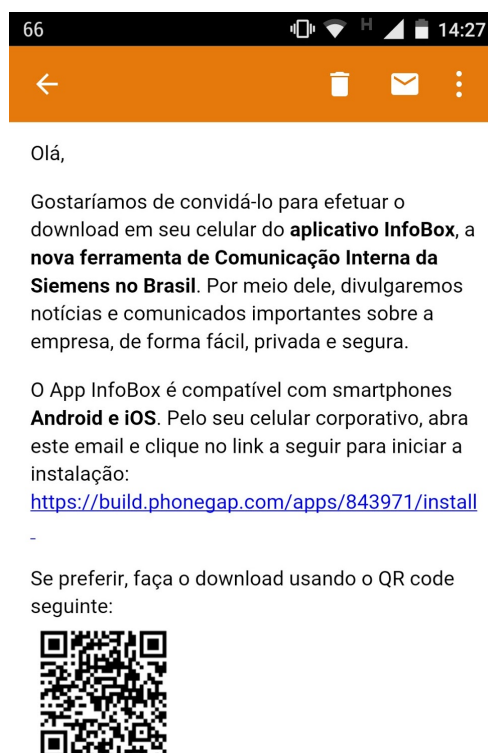 66 H 14:27
Olá,
Gostaríamos de convidá-lo para efetuar o
download em seu celular do aplicativo InfoBox, a
nova ferramenta de Comunicação Interna da
Siemens no Brasil. Por meio dele, divulgaremos
notícias e comunicados importantes sobre a
empresa, de forma fácil, privada e segura.
O App InfoBox é compatível com smartphones
Android e iOS. Pelo seu celular corporativo, abra
este email e clique no link a seguir para iniciar a
instalação:
https://build.phonegap.com/apps/843971/install
Se preferir, faça o download usando o QR code
seguinte: